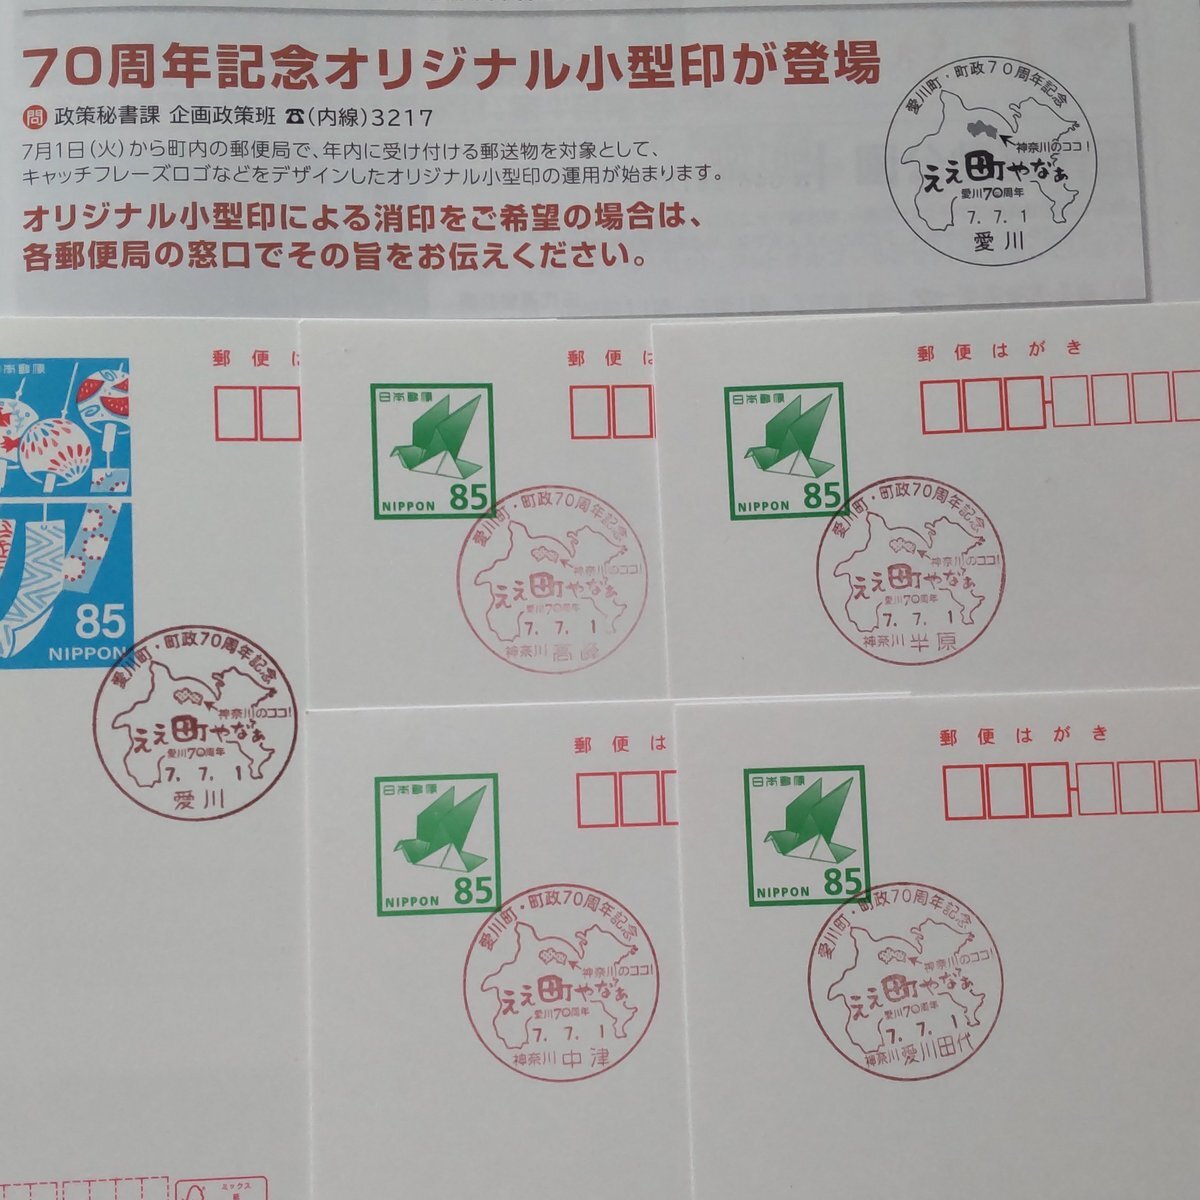 70周年記念オリジナル小型印が登場
問 政策秘書課 企画政策班 ☎(内線)3217
7月1日(火)から町内の郵便局で、年内に受け付ける郵送物を対象として、
キャッチフレーズロゴなどをデザインしたオリジナル小型印の運用が始まります。
オリジナル小型印による消印をご希望の場合は、
各郵便局の窓口でその旨をお伝えください。
愛川町・町政70周年記念
神奈川のココ!
ええ町やなぁ
愛川70周年
7.7.1
愛川
日本郵便
85
NIPPON
郵便は
愛川町・町政70周年記念
神奈川のココ!
ええ町やなぁ
愛川70周年
7.7.1
愛川
ミックス
紙
郵便は
日本郵便
NIPPON 85
愛川町・町政70周年記念
神奈川のココ!
ええ町やなぁ
愛川70周年
7.7.1
神奈川 高峰
郵便はがき
日本郵便
NIPPON 85
愛川町・町政70周年記念
神奈川のココ!
ええ町やなぁ
愛川70周年
7.7.1
神奈川 半原
郵便は
日本郵便
NIPPON 85
愛川町・町政70周年記念
神奈川のココ!
ええ町やなぁ
愛川70周年
7.7.1
神奈川 中津
郵便はがき
日本郵便
NIPPON 85
愛川町・町政70周年記念
神奈川のココ!
ええ町やなぁ
愛川70周年
7.7.1
神奈川 愛川田代